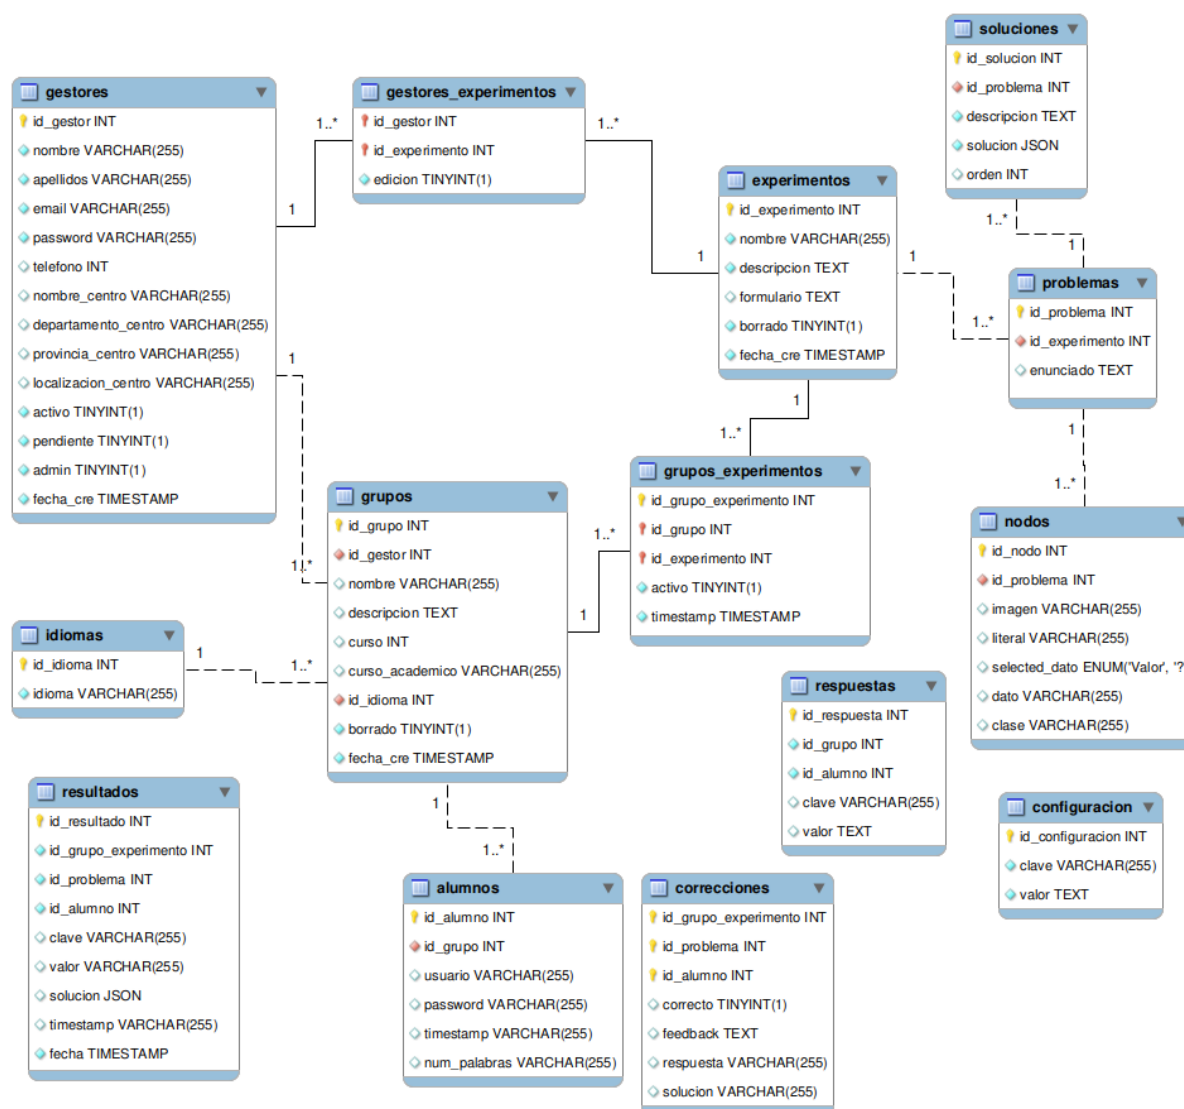 soluciones
id_solucion INT
id_problema INT
descripcion TEXT
solucion JSON
orden INT
gestores
id_gestor INT
nombre VARCHAR(255)
apellidos VARCHAR(255)
email VARCHAR(255)
password VARCHAR(255)
telefono INT
nombre_centro VARCHAR(255)
departamento_centro VARCHAR(255)
provincia_centro VARCHAR(255)
localizacion_centro VARCHAR(255)
activo TINYINT(1)
pendiente TINYINT(1)
admin TINYINT(1)
fecha_cre TIMESTAMP
1..*
1
gestores_experimentos
id_gestor INT
id_experimento INT
edicion TINYINT(1)
1..*
1
experimentos
id_experimento INT
nombre VARCHAR(255)
descripcion TEXT
formulario TEXT
borrado TINYINT(1)
fecha_cre TIMESTAMP
1
1..*
1..*
1
problemas
id_problema INT
id_experimento INT
enunciado TEXT
1
1..*
1
1..*
1
1..*
grupos_experimentos
id_grupo_experimento INT
id_grupo INT
id_experimento INT
activo TINYINT(1)
timestamp TIMESTAMP
grupos
id_grupo INT
id_gestor INT
nombre VARCHAR(255)
descripcion TEXT
curso INT
curso_academico VARCHAR(255)
id_idioma INT
borrado TINYINT(1)
fecha_cre TIMESTAMP
1..*
1
nodos
id_nodo INT
id_problema INT
imagen VARCHAR(255)
literal VARCHAR(255)
selected_dato ENUM('Valor', '?
dato VARCHAR(255)
clase VARCHAR(255)
idiomas
id_idioma INT
idioma VARCHAR(255)
1
1..*
respuestas
id_respuesta INT
id_grupo INT
id_alumno INT
clave VARCHAR(255)
valor TEXT
resultados
id_resultado INT
id_grupo_experimento INT
id_problema INT
id_alumno INT
clave VARCHAR(255)
valor VARCHAR(255)
solucion JSON
timestamp VARCHAR(255)
fecha TIMESTAMP
1
1..*
alumnos
id_alumno INT
id_grupo INT
usuario VARCHAR(255)
password VARCHAR(255)
timestamp VARCHAR(255)
num_palabras VARCHAR(255)
correcciones
id_grupo_experimento INT
id_problema INT
id_alumno INT
correcto TINYINT(1)
feedback TEXT
respuesta VARCHAR(255)
solucion VARCHAR(255)
configuracion
id_configuracion INT
clave VARCHAR(255)
valor TEXT